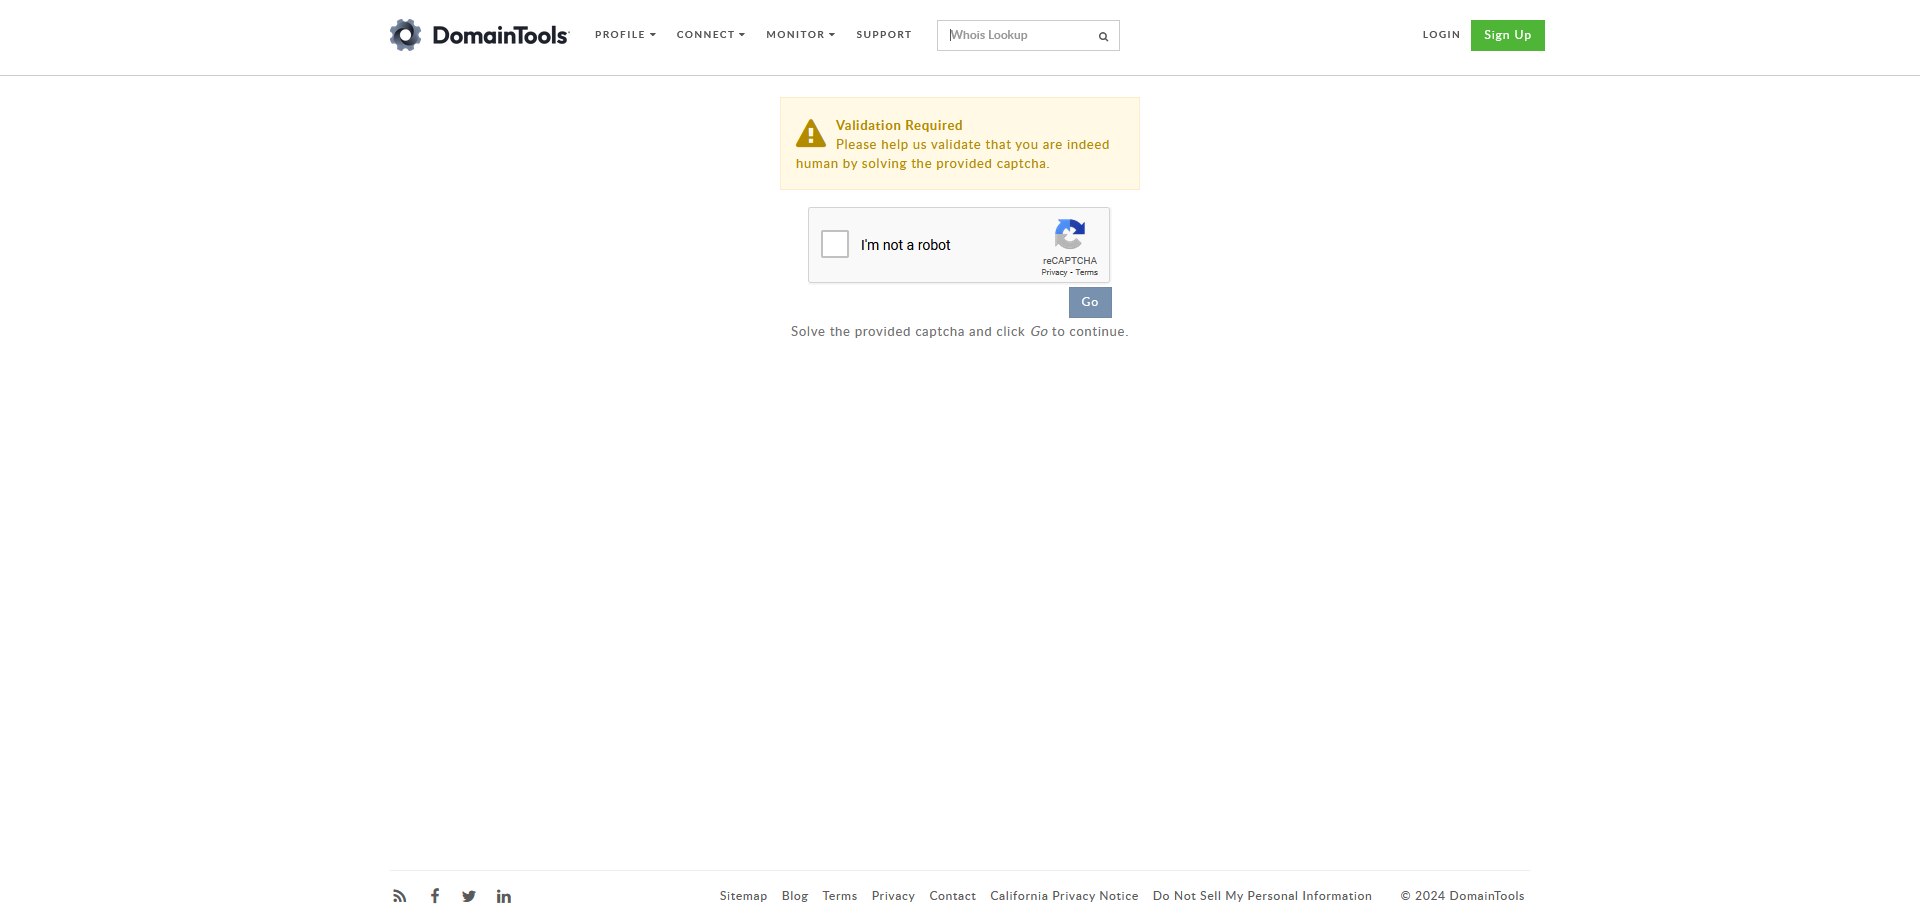 DomainTools
PROFILE CONNECT MONITOR SUPPORT
Whois Lookup
LOGIN
Sign Up
Validation Required
Please help us validate that you are indeed
human by solving the provided captcha.
I'm not a robot
reCAPTCHA
Privacy - Terms
Go
Solve the provided captcha and click Go to continue.
Sitemap Blog Terms Privacy Contact California Privacy Notice Do Not Sell My Personal Information © 2024 DomainTools